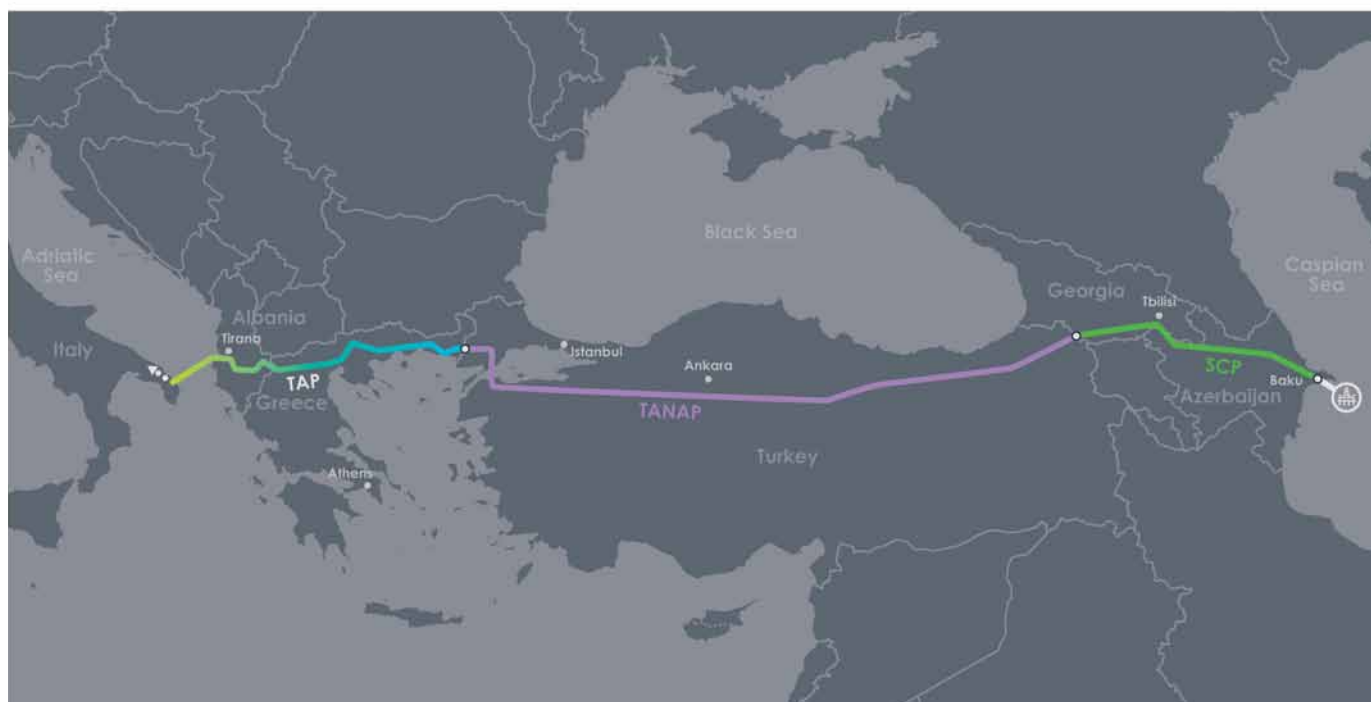 Black Sea
Adriatic
Sea
Caspian
Sea
Georgia
Tbilisi
Albania
Tirana
Italy
Istanbul
Ankara
TAP
Greece
SCP
Baku
Azerbaijan
TANAP
Turkey
Athens